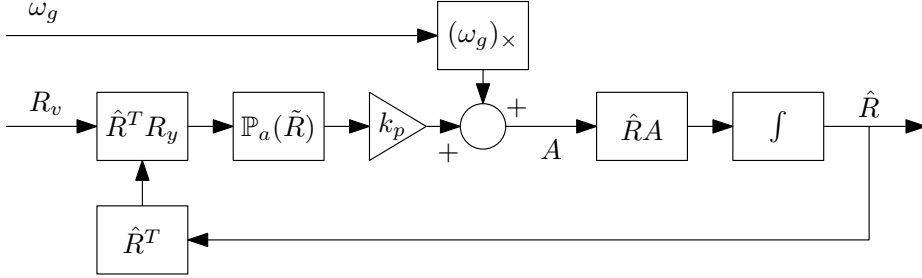 ω_g
(ω_g)_×
R_v
R̂^T R_y
ℙ_a(R̃)
k_p
+
+
A
R̂A
∫
R̂
R̂^T